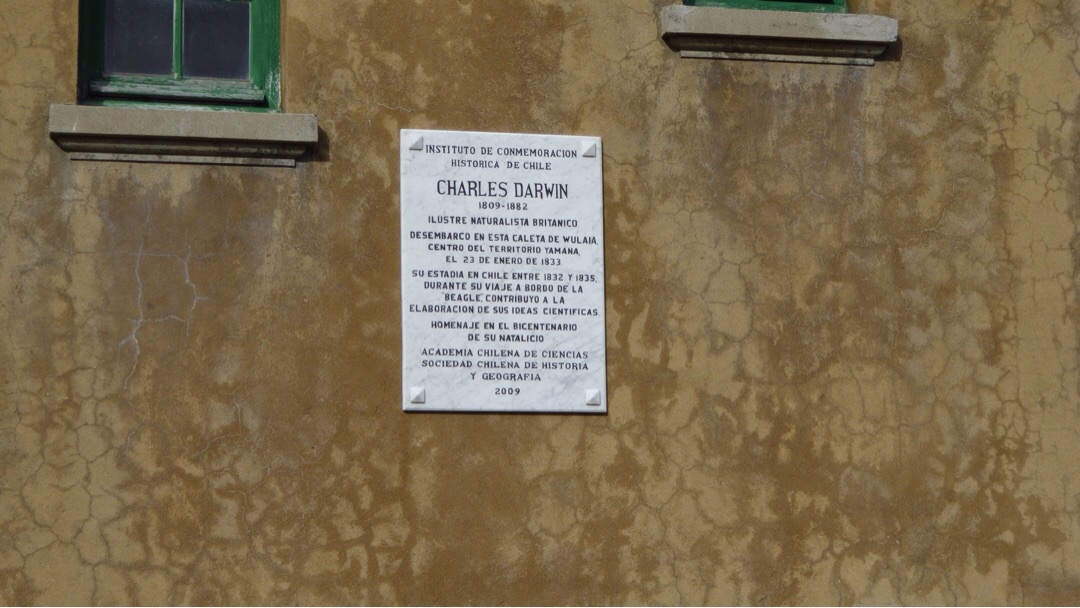 INSTITUTO DE CONMEMORACION
HISTORICA DE CHILE
CHARLES DARWIN
1809-1882
ILUSTRE NATURALISTA BRITANICO
DESEMBARCO EN ESTA CALETA DE WULAIA,
CENTRO DEL TERRITORIO YAMANA,
EL 23 DE ENERO DE 1833
SU ESTADIA EN CHILE ENTRE 1832 Y 1835,
DURANTE SU VIAJE A BORDO DE LA
"BEAGLE", CONTRIBUYO A LA
ELABORACION DE SUS IDEAS CIENTIFICAS
HOMENAJE EN EL BICENTENARIO
DE SU NATALICIO
ACADEMIA CHILENA DE CIENCIAS
SOCIEDAD CHILENA DE HISTORIA
Y GEOGRAFIA
2009